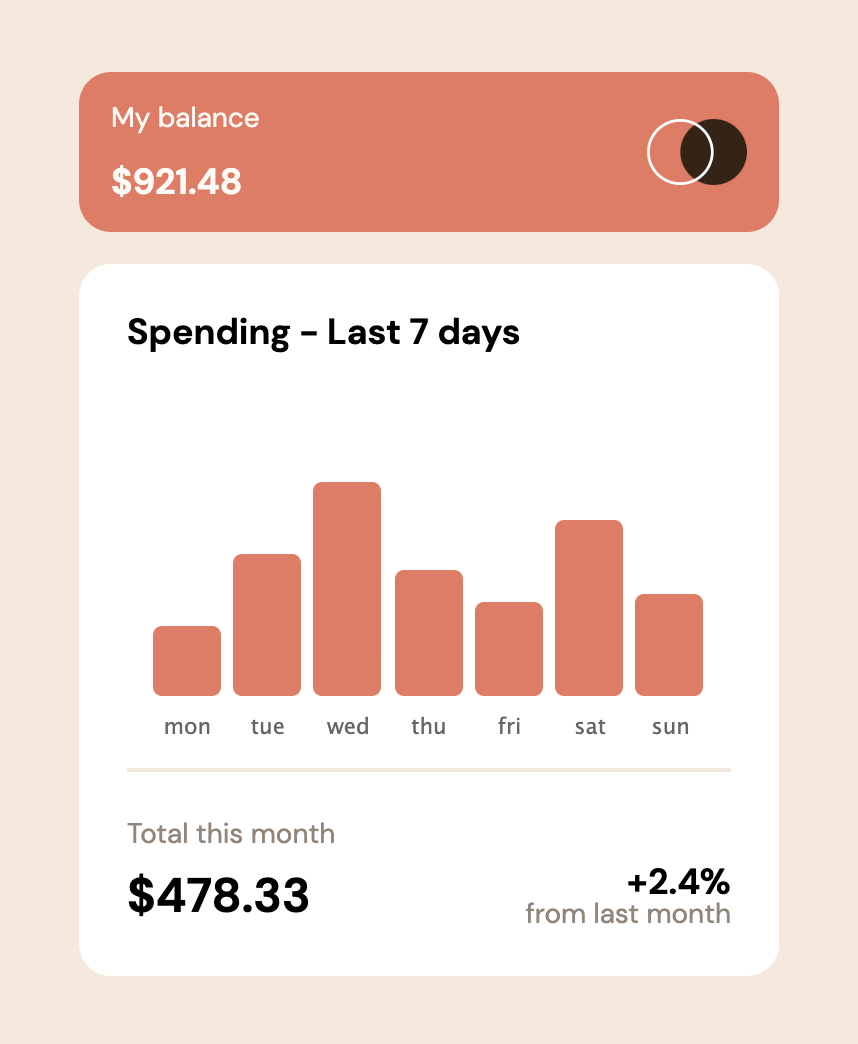 My balance
$921.48
Spending - Last 7 days
mon tue wed thu fri sat sun
Total this month
$478.33
+2.4%
from last month